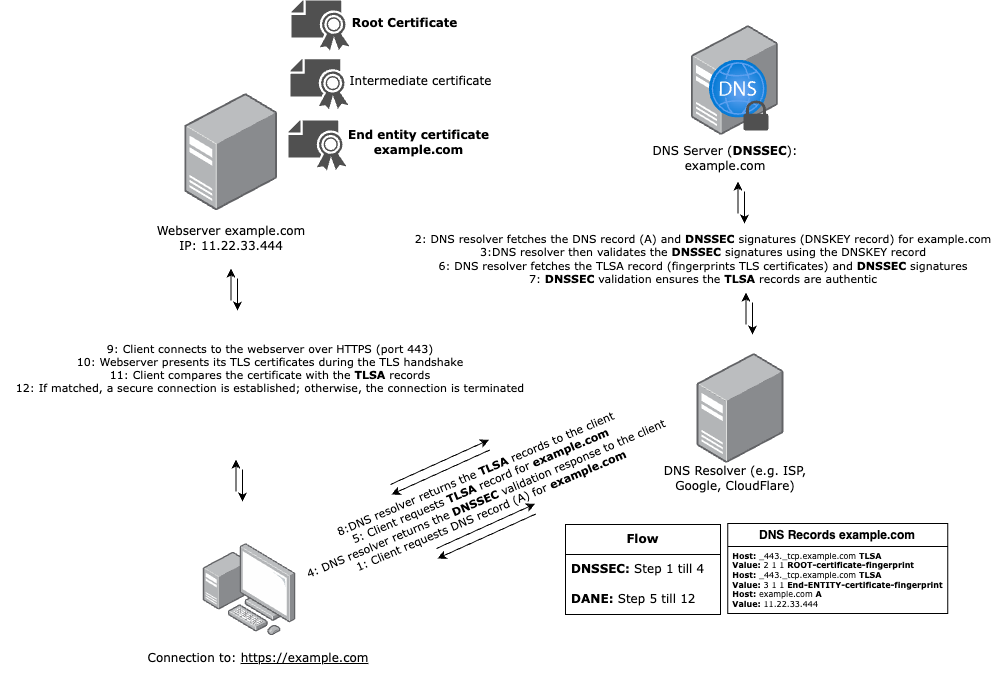 Root Certificate
Intermediate certificate
End entity certificate
example.com
Webserver example.com
IP: 11.22.33.444
DNS
DNS Server (DNSSEC):
example.com
2: DNS resolver fetches the DNS record (A) and DNSSEC signatures (DNSKEY record) for example.com
3:DNS resolver then validates the DNSSEC signatures using the DNSKEY record
6: DNS resolver fetches the TLSA record (fingerprints TLS certificates) and DNSSEC signatures
7: DNSSEC validation ensures the TLSA records are authentic
9: Client connects to the webserver over HTTPS (port 443)
10: Webserver presents its TLS certificates during the TLS handshake
11: Client compares the certificate with the TLSA records
12: If matched, a secure connection is established; otherwise, the connection is terminated
8:DNS resolver returns the TLSA records to the client
5: Client requests TLSA record for example.com
4: DNS resolver returns the DNSSEC validation response to the client
1: Client requests DNS record (A) for example.com
DNS Resolver (e.g. ISP,
Google, CloudFlare)
Flow
DNSSEC: Step 1 till 4
DANE: Step 5 till 12
DNS Records example.com
Host: _443._tcp.example.com TLSA
Value: 2 1 1 ROOT-certificate-fingerprint
Host: _443._tcp.example.com TLSA
Value: 3 1 1 End-ENTITY-certificate-fingerprint
Host: example.com A
Value: 11.22.33.444
Connection to: https://example.com